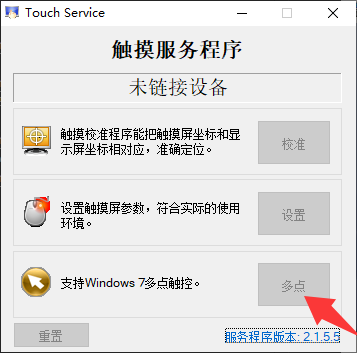 Touch Service
触摸服务程序
未链接设备
触摸校准程序能把触摸屏坐标和显
示屏坐标相对应，准确定位。
校准
设置触摸屏参数，符合实际的使用
环境。
设置
支持Windows 7多点触控。
多点
重置
服务程序版本: 2.1.5.5